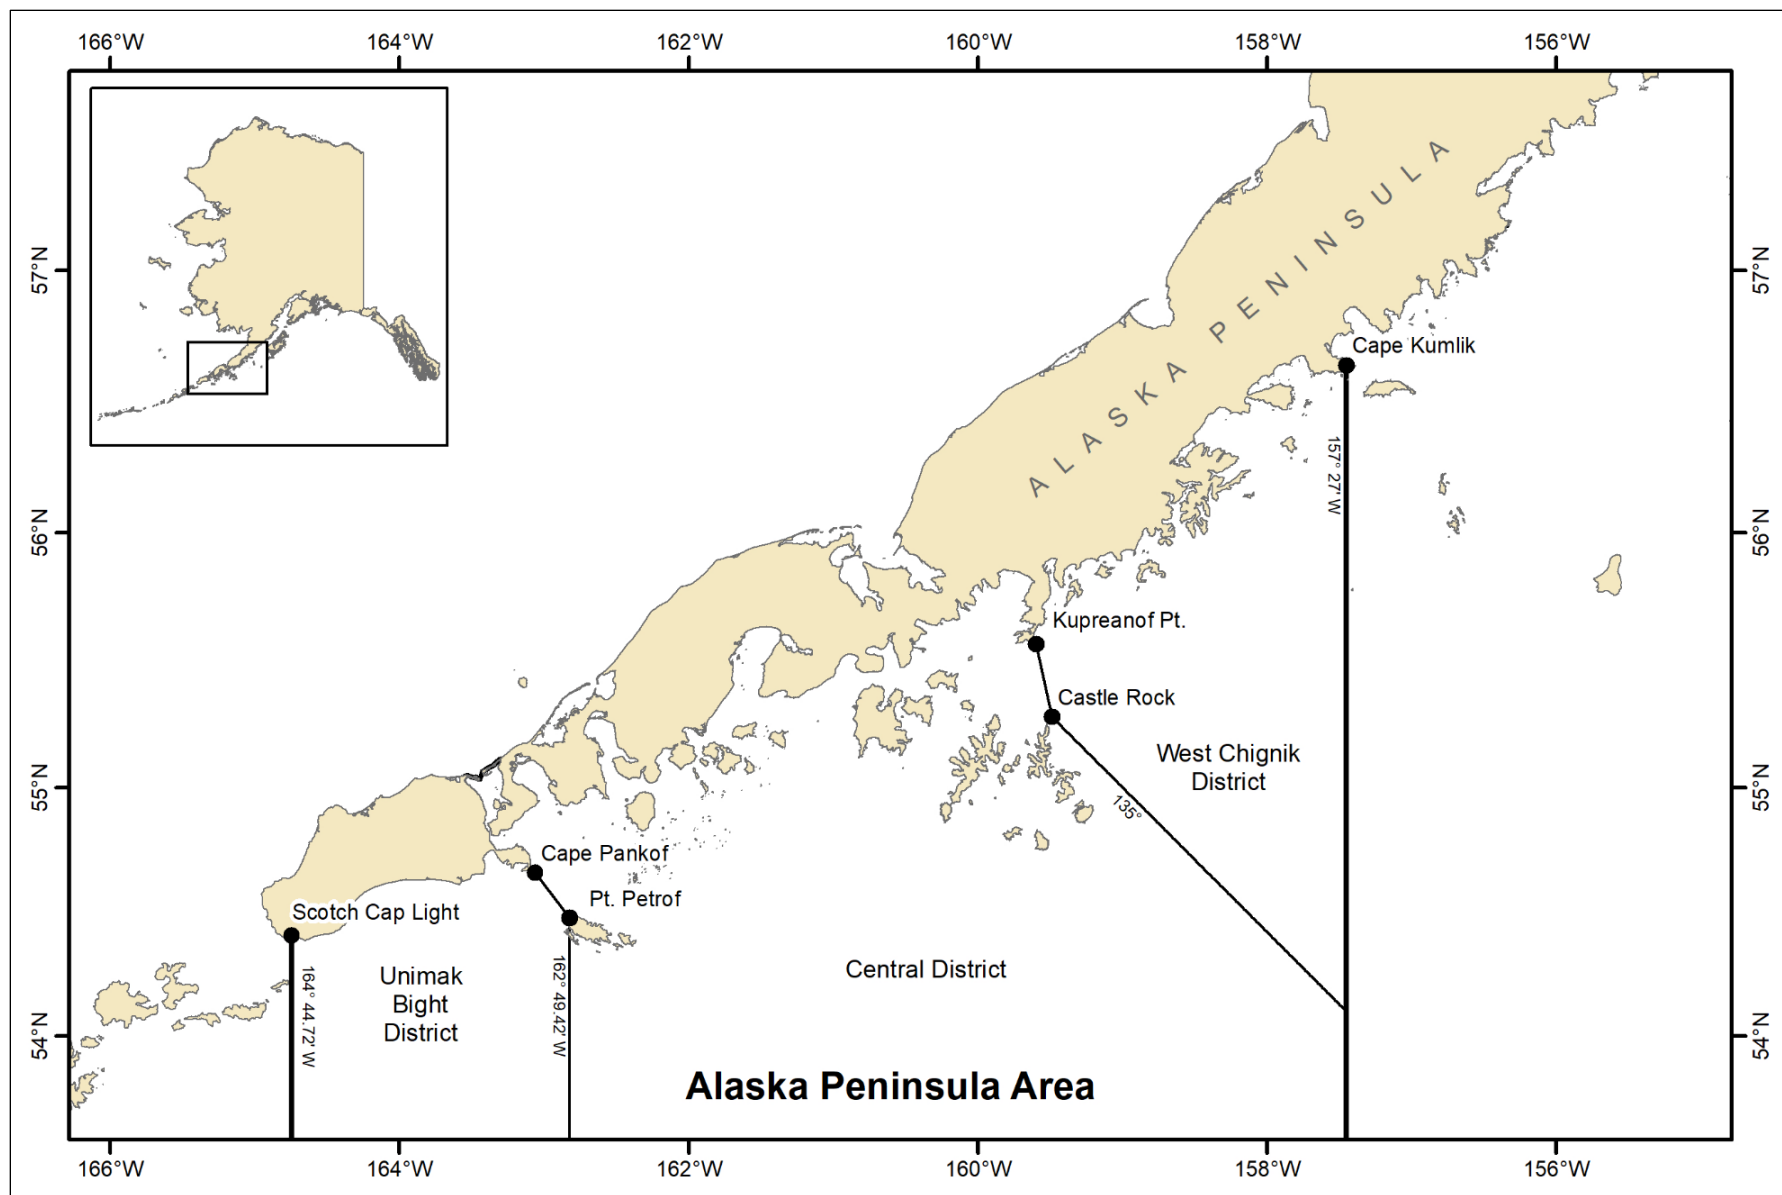 166°W 164°W 162°W 160°W 158°W 156°W
57°N
56°N
55°N
54°N
57°N
56°N
55°N
54°N
ALASKA PENINSULA
Cape Kumlik
157° 27' W
Kupreanof Pt.
Castle Rock
West Chignik
District
135°
Cape Pankof
Pt. Petrof
Scotch Cap Light
164° 44.72' W
Unimak
Bight
District
162° 49.42' W
Central District
Alaska Peninsula Area
166°W 164°W 162°W 160°W 158°W 156°W